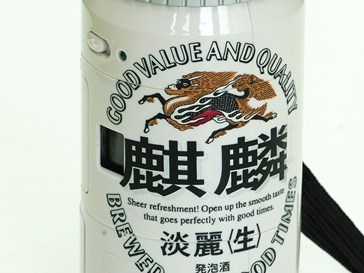 GOOD VALUE AND QUALITY
麒麟
Sheer refreshment! Open up the smooth taste
that goes perfectly with good times.
淡麗〈生〉
発泡酒
BREWED
GOOD TIMES